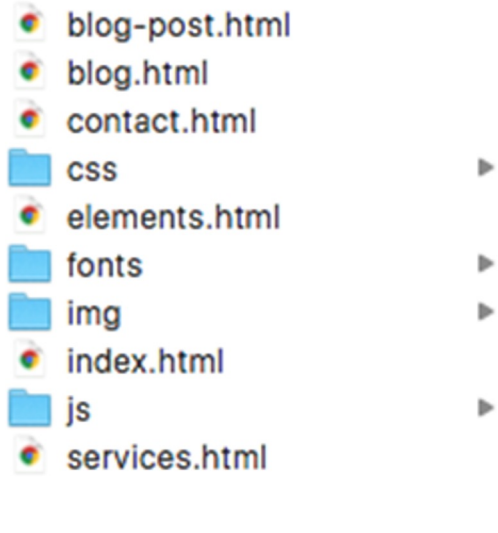 blog-post.html
blog.html
contact.html
css
elements.html
fonts
img
index.html
js
services.html